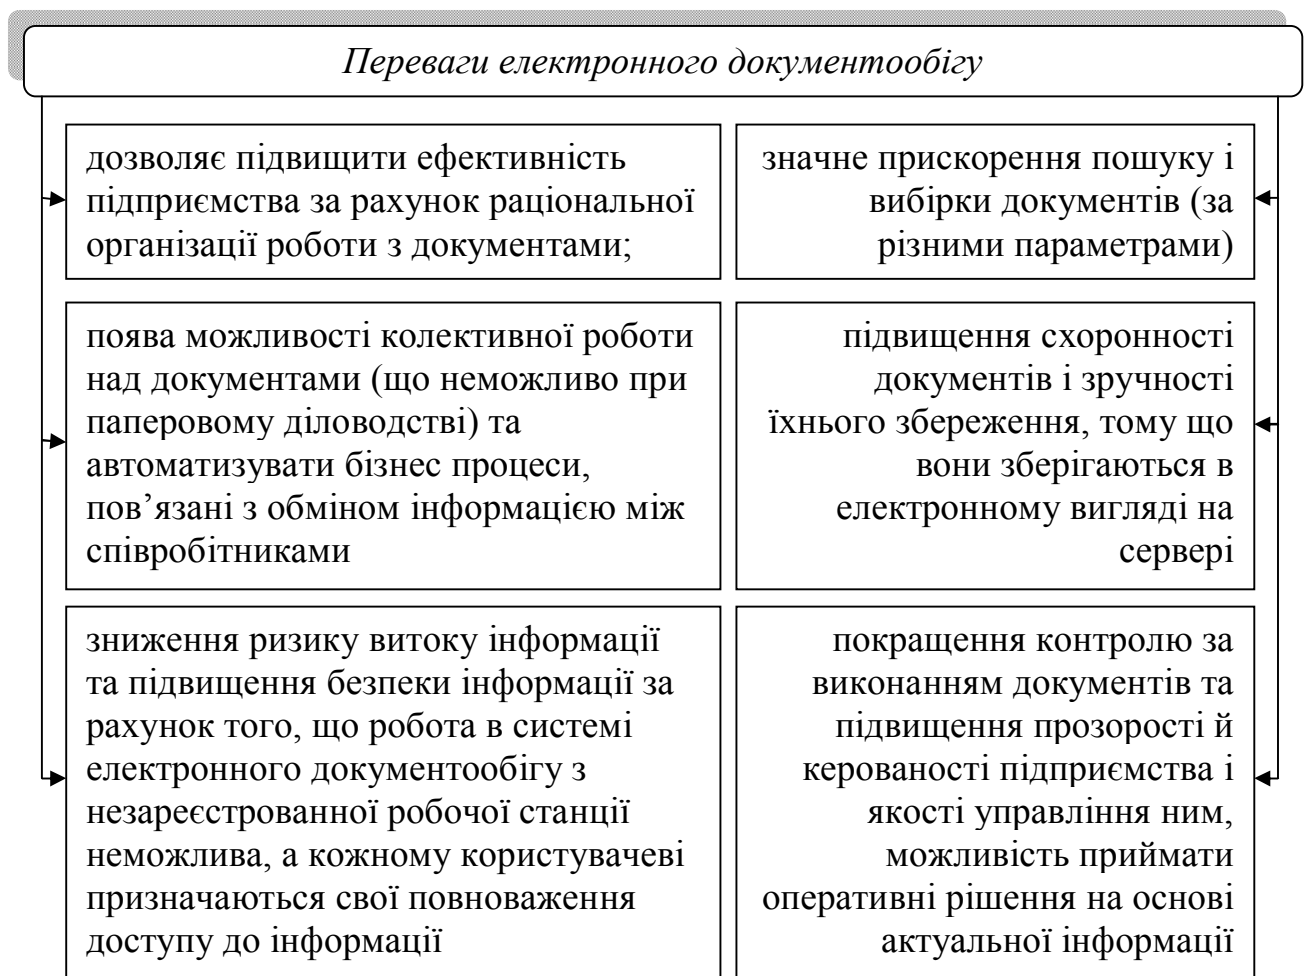 Переваги електронного документообігу
дозволяє підвищити ефективність
підприємства за рахунок раціональної
організації роботи з документами;
значне прискорення пошуку і
вибірки документів (за
різними параметрами)
поява можливості колективної роботи
над документами (що неможливо при
паперовому діловодстві) та
автоматизувати бізнес процеси,
пов’язані з обміном інформацією між
співробітниками
підвищення схоронності
документів і зручності
їхнього збереження, тому що
вони зберігаються в
електронному вигляді на
сервері
зниження ризику витоку інформації
та підвищення безпеки інформації за
рахунок того, що робота в системі
електронного документообігу з
незареєстрованної робочої станції
неможлива, а кожному користувачеві
призначаються свої повноваження
доступу до інформації
покращення контролю за
виконанням документів та
підвищення прозорості й
керованості підприємства і
якості управління ним,
можливість приймати
оперативні рішення на основі
актуальної інформації